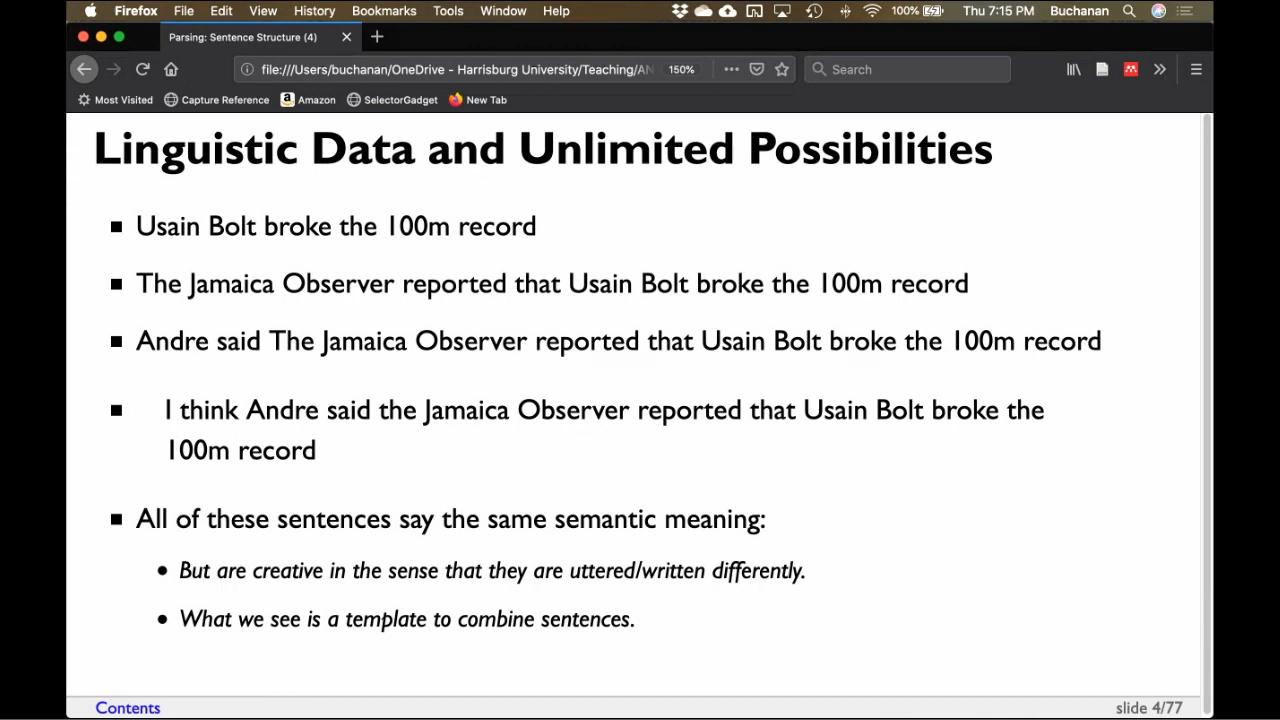 Firefox File Edit View History Bookmarks Tools Window Help 100% Thu 7:15 PM Buchanan
Parsing: Sentence Structure (4)
file:///Users/buchanan/OneDrive - Harrisburg University/Teaching/AN 150% Search
Most Visited Capture Reference Amazon SelectorGadget New Tab
Linguistic Data and Unlimited Possibilities
Usain Bolt broke the 100m record
The Jamaica Observer reported that Usain Bolt broke the 100m record
Andre said The Jamaica Observer reported that Usain Bolt broke the 100m record
I think Andre said the Jamaica Observer reported that Usain Bolt broke the
100m record
All of these sentences say the same semantic meaning:
But are creative in the sense that they are uttered/written differently.
What we see is a template to combine sentences.
Contents slide 4/77